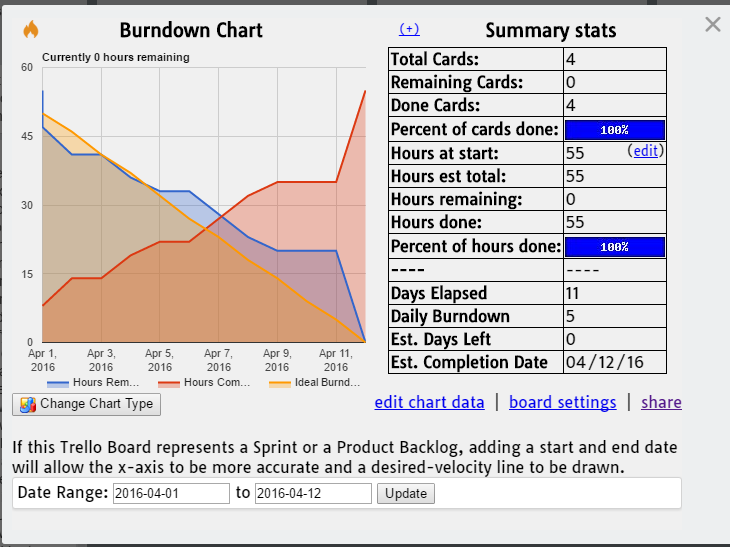 Burndown Chart
Currently 0 hours remaining
60
45
30
15
0
Apr 1, 2016
Apr 3, 2016
Apr 5, 2016
Apr 7, 2016
Apr 9, 2016
Apr 11, 2016
Hours Rem... Hours Com... Ideal Burnd...
Change Chart Type
(+) Summary stats ×
Total Cards: 4
Remaining Cards: 0
Done Cards: 4
Percent of cards done: 100%
Hours at start: 55 (edit)
Hours est total: 55
Hours remaining: 0
Hours done: 55
Percent of hours done: 100%
---- ----
Days Elapsed 11
Daily Burndown 5
Est. Days Left 0
Est. Completion Date 04/12/16
edit chart data | board settings | share
If this Trello Board represents a Sprint or a Product Backlog, adding a start and end date
will allow the x-axis to be more accurate and a desired-velocity line to be drawn.
Date Range: 2016-04-01 to 2016-04-12 Update